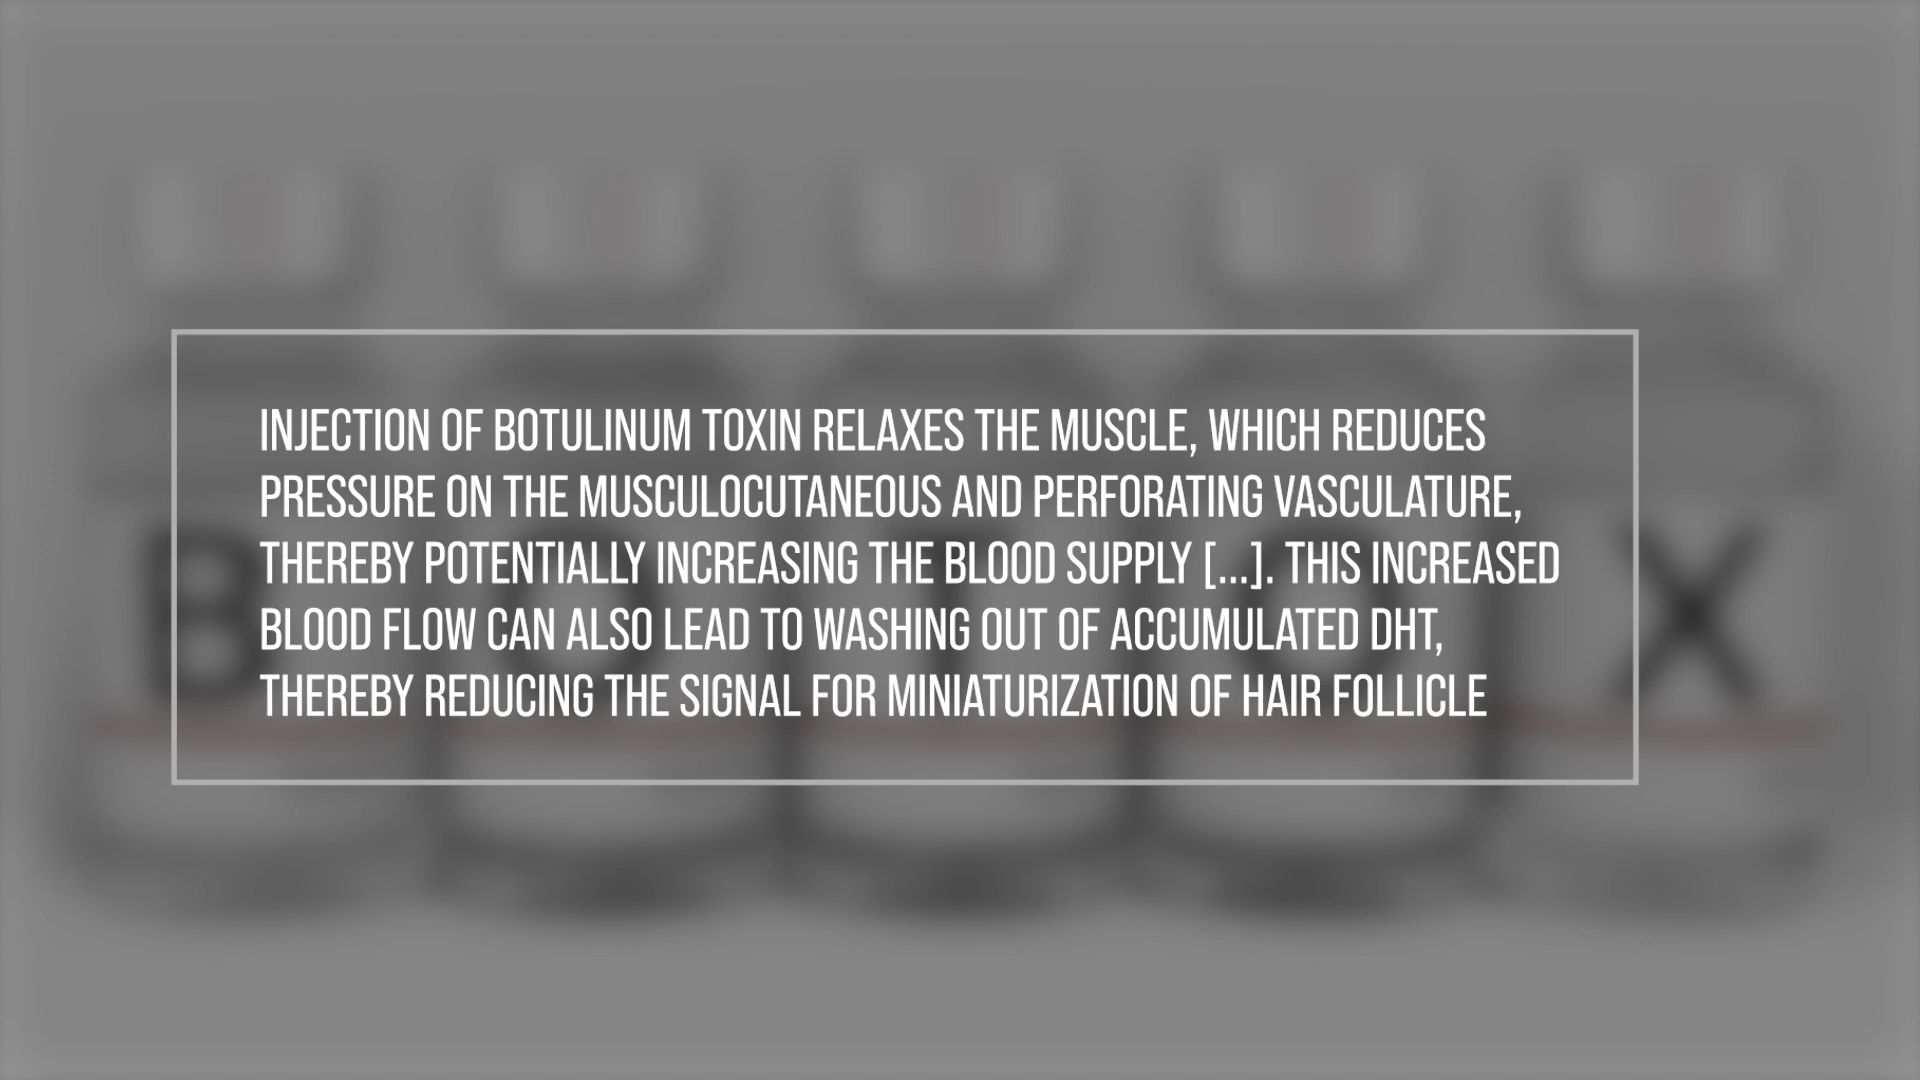 INJECTION OF BOTULINUM TOXIN RELAXES THE MUSCLE, WHICH REDUCES
PRESSURE ON THE MUSCULOCUTANEOUS AND PERFORATING VASCULATURE,
THEREBY POTENTIALLY INCREASING THE BLOOD SUPPLY [...]. THIS INCREASED
BLOOD FLOW CAN ALSO LEAD TO WASHING OUT OF ACCUMULATED DHT,
THEREBY REDUCING THE SIGNAL FOR MINIATURIZATION OF HAIR FOLLICLE
B O T O X